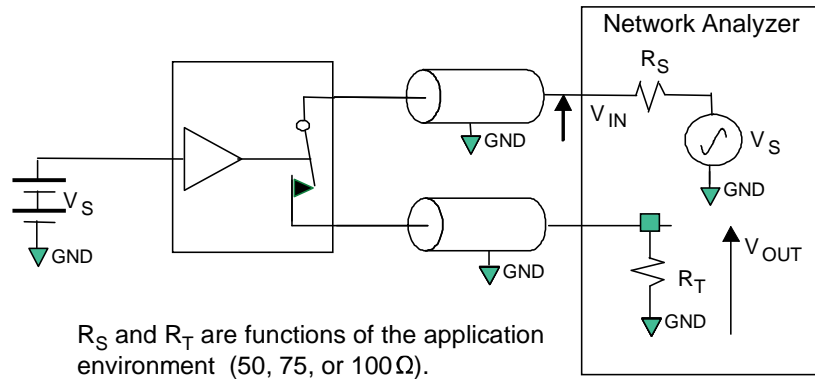 Network Analyzer
R_S
V_IN
V_S
GND
GND
V_S
GND
GND
V_OUT
R_T
GND
R_S and R_T are functions of the application
environment (50, 75, or 100Ω).